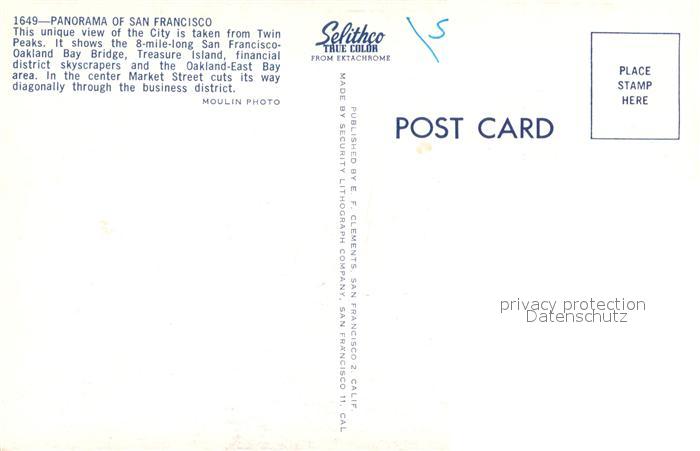 1649—PANORAMA OF SAN FRANCISCO
This unique view of the City is taken from Twin
Peaks. It shows the 8-mile-long San Francisco-
Oakland Bay Bridge, Treasure Island, financial
district skyscrapers and the Oakland-East Bay
area. In the center Market Street cuts its way
diagonally through the business district.
MOULIN PHOTO
Selithco
TRUE COLOR
FROM EKTACHROME
PUBLISHED BY E. F. CLEMENTS, SAN FRANCISCO 2, CALIF.
MADE BY SECURITY LITHOGRAPH COMPANY, SAN FRANCISCO 11, CAL
POST CARD
PLACE
STAMP
HERE
privacy protection
Datenschutz